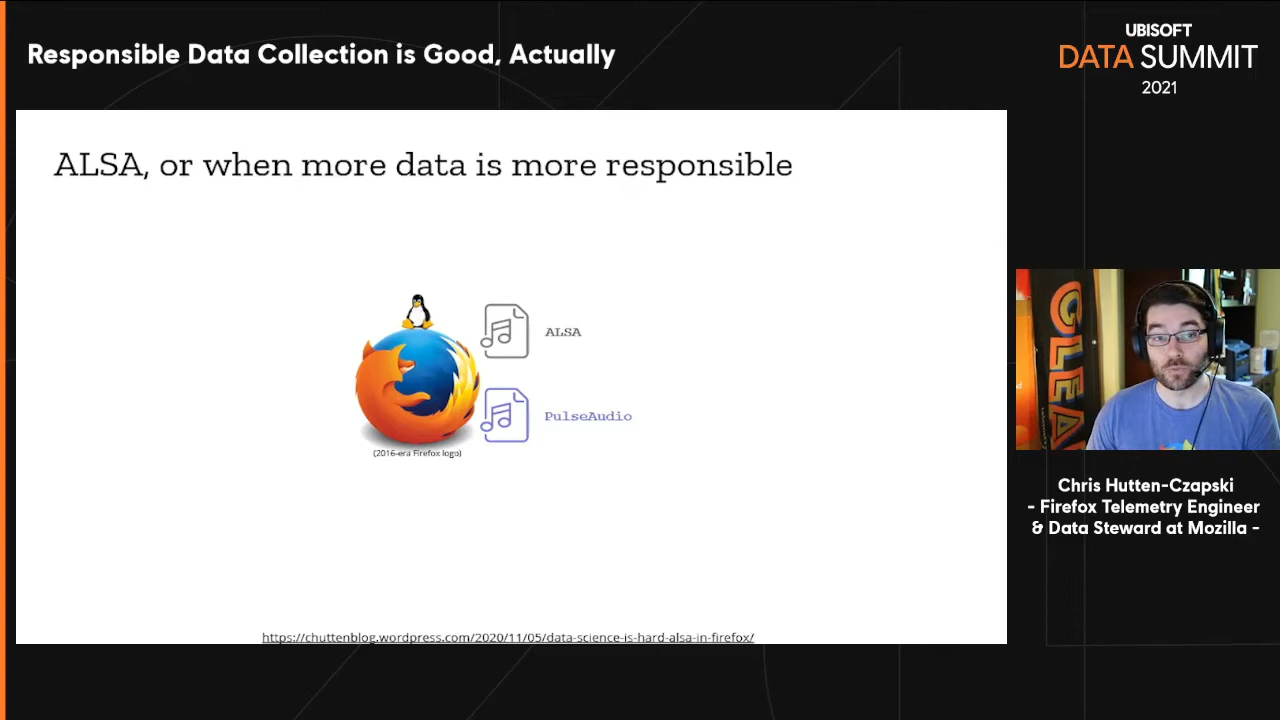 Responsible Data Collection is Good, Actually
UBISOFT
DATA SUMMIT
2021
ALSA, or when more data is more responsible
ALSA
PulseAudio
(2016-era Firefox logo)
https://chuttenblog.wordpress.com/2020/11/05/data-science-is-hard-alsa-in-firefox/
GLEA
Chris Hutten-Czapski
- Firefox Telemetry Engineer
& Data Steward at Mozilla -